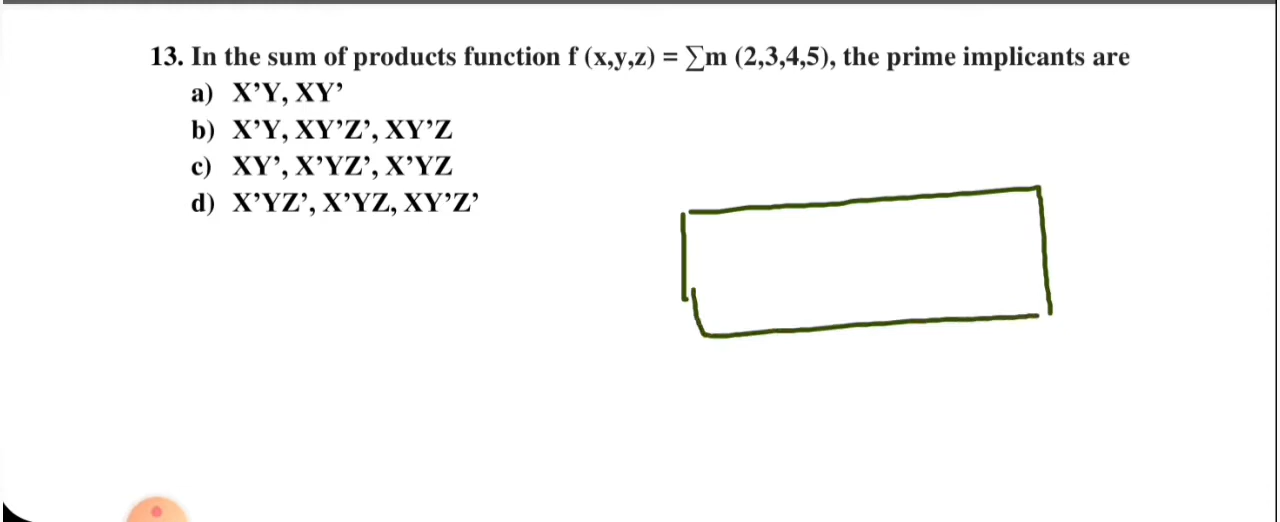 13. In the sum of products function f (x,y,z) = ∑m (2,3,4,5), the prime implicants are
a) X’Y, XY’
b) X’Y, XY’Z’, XY’Z
c) XY’, X’YZ’, X’YZ
d) X’YZ’, X’YZ, XY’Z’